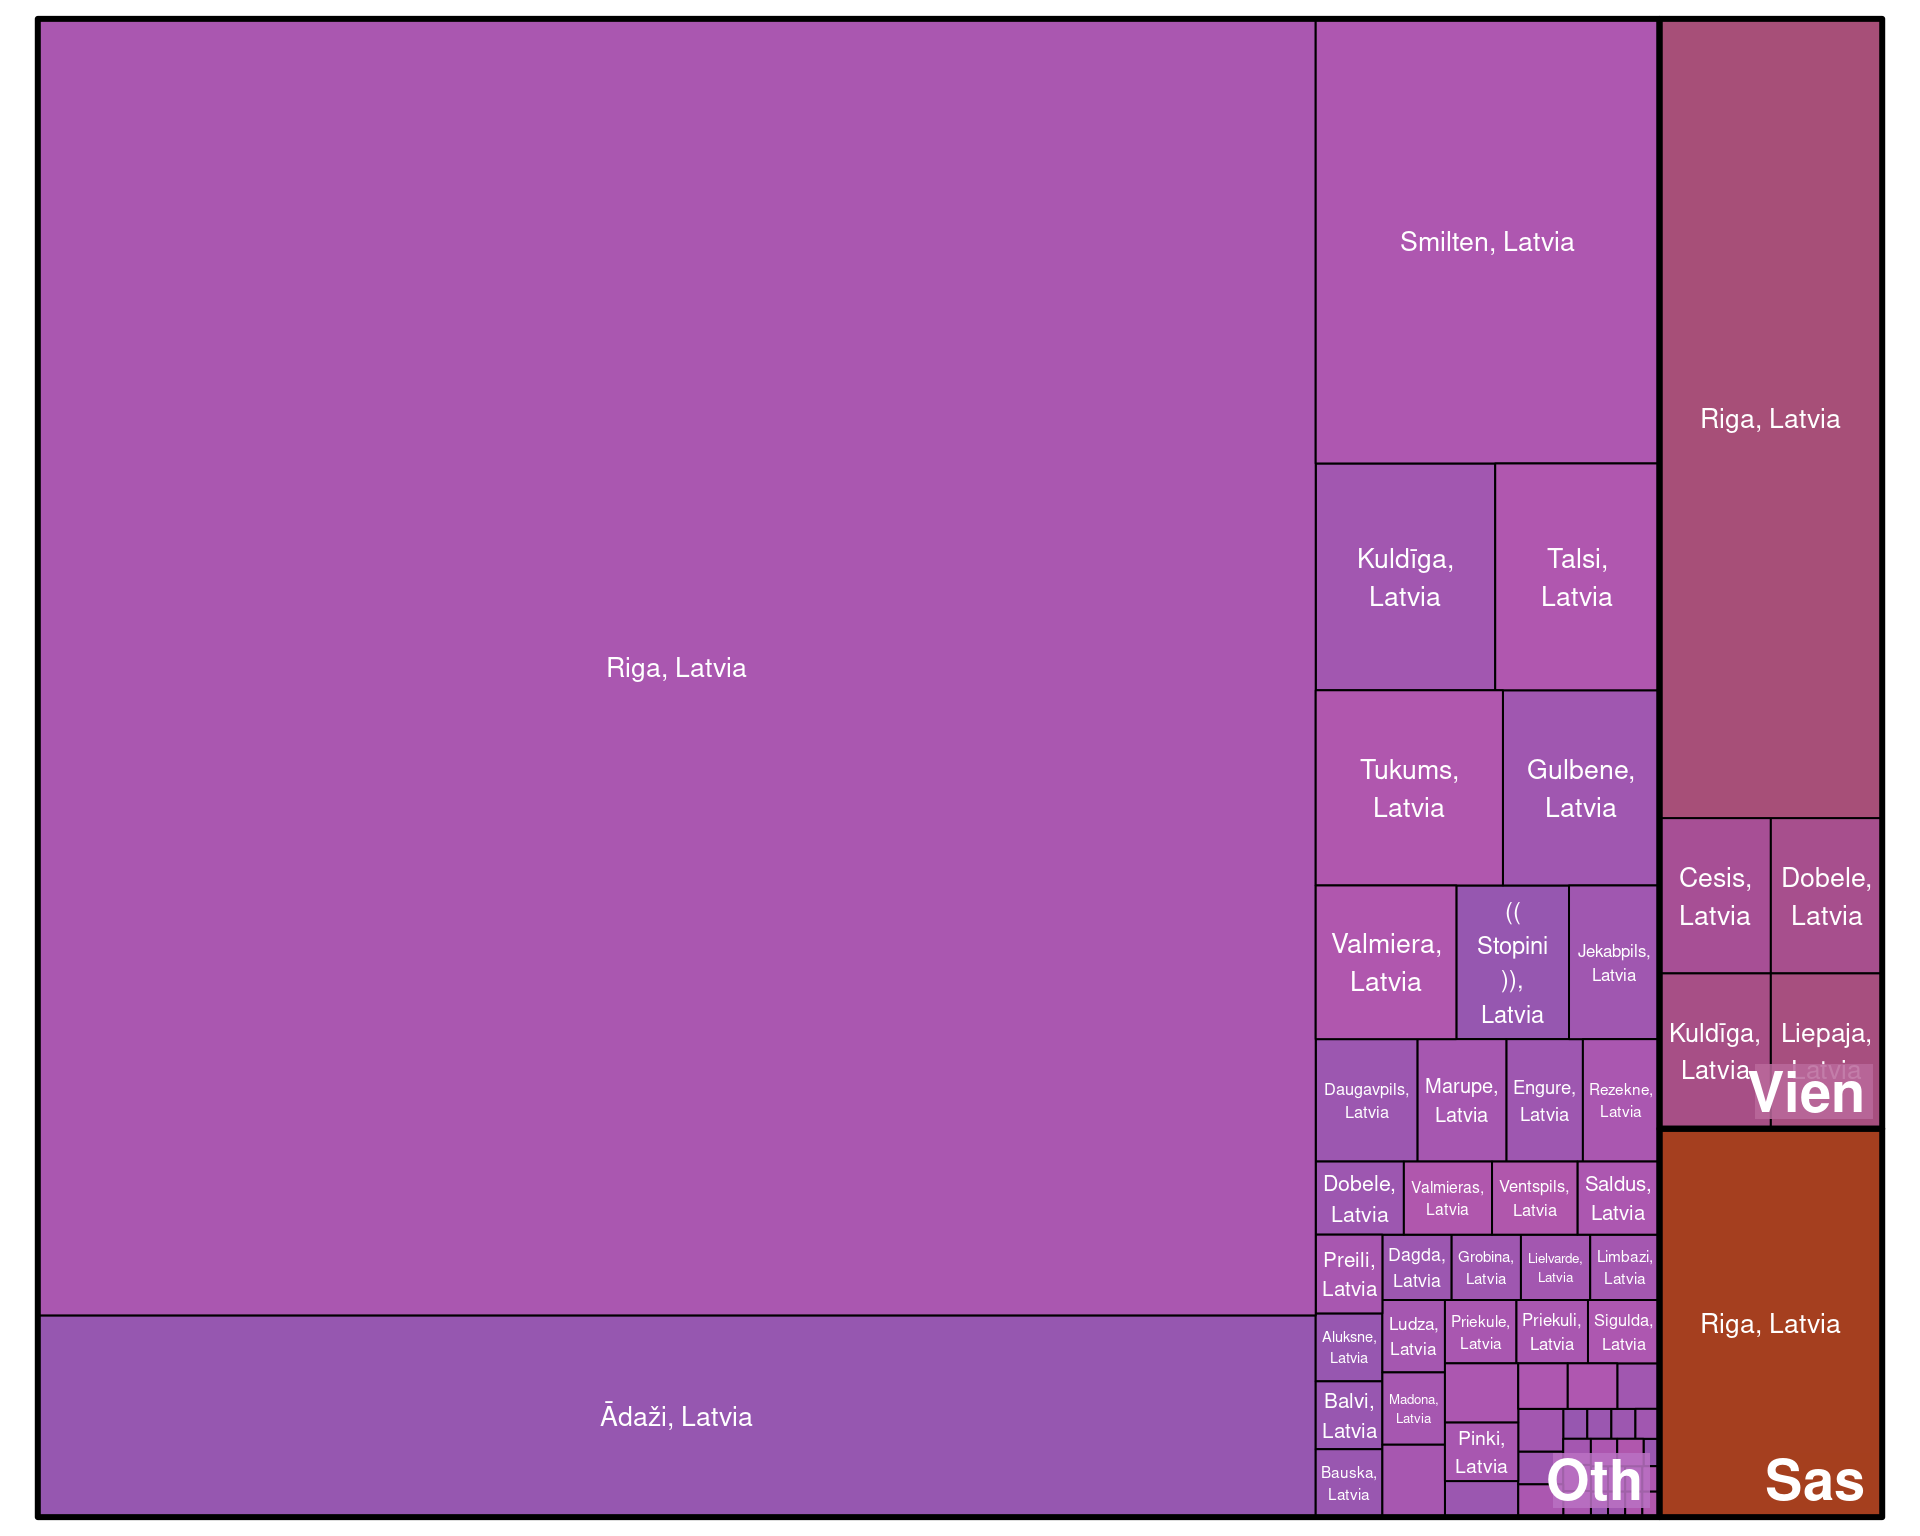 Riga, Latvia
Ādaži, Latvia
Smilten, Latvia
Kuldīga,
Latvia
Talsi,
Latvia
Tukums,
Latvia
Gulbene,
Latvia
Valmiera,
Latvia
((
Stopini
)),
Latvia
Jekabpils,
Latvia
Daugavpils,
Latvia
Marupe,
Latvia
Engure,
Latvia
Rezekne,
Latvia
Dobele,
Latvia
Valmieras,
Latvia
Ventspils,
Latvia
Saldus,
Latvia
Preili,
Latvia
Dagda,
Latvia
Grobina,
Latvia
Lielvarde,
Latvia
Limbazi,
Latvia
Aluksne,
Latvia
Ludza,
Latvia
Priekule,
Latvia
Priekuli,
Latvia
Sigulda,
Latvia
Balvi,
Latvia
Madona,
Latvia
Pinki,
Latvia
Bauska,
Latvia
Oth
Riga, Latvia
Cesis,
Latvia
Dobele,
Latvia
Kuldīga,
Latvia
Liepaja,
Latvia
Vien
Riga, Latvia
Sas